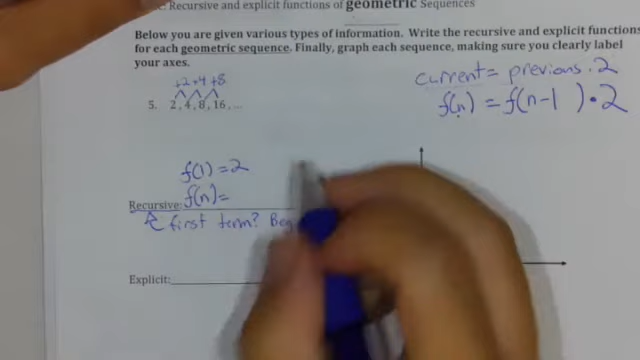 Recursive and explicit functions of geometric Sequences
Below you are given various types of information. Write the recursive and explicit functions
for each geometric sequence. Finally, graph each sequence, making sure you clearly label
your axes.
+2 +4 +8
5. 2, 4, 8, 16, ...
current = previous · 2
f(n) = f(n-1 ) · 2
f(1) = 2
f(n) =
Recursive:
first term? Beg
Explicit: